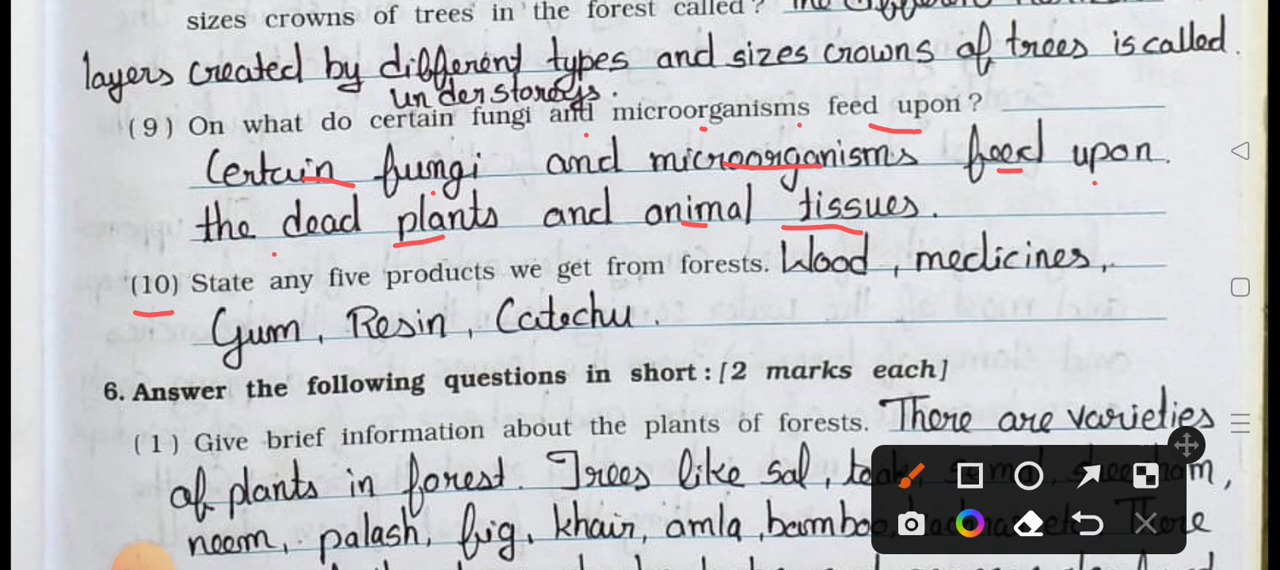 sizes crowns of trees in the forest called? The different
layers created by different types and sizes crowns of trees is called.
understoreys.
(9) On what do certain fungi and microorganisms feed upon?
Certain fungi and microorganisms feed upon.
the dead plants and animal tissues.
(10) State any five products we get from forests. Wood, medicines,
Gum, Resin, Catechu.
6. Answer the following questions in short : [2 marks each]
(1) Give brief information about the plants of forests. There are varieties
of plants in forest. Trees like sal,
neem, palash, fig, khair, amla, bamboo